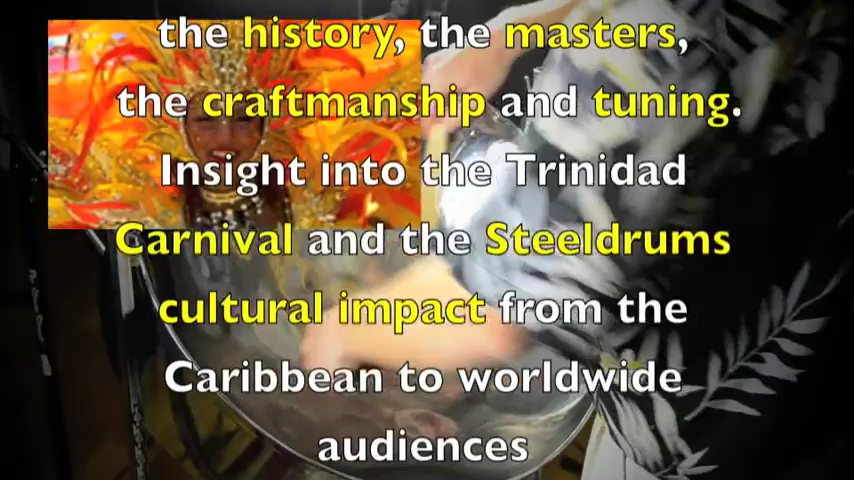 the history, the masters,
the craftmanship and tuning.
Insight into the Trinidad
Carnival and the Steeldrums
cultural impact from the
Caribbean to worldwide
audiences